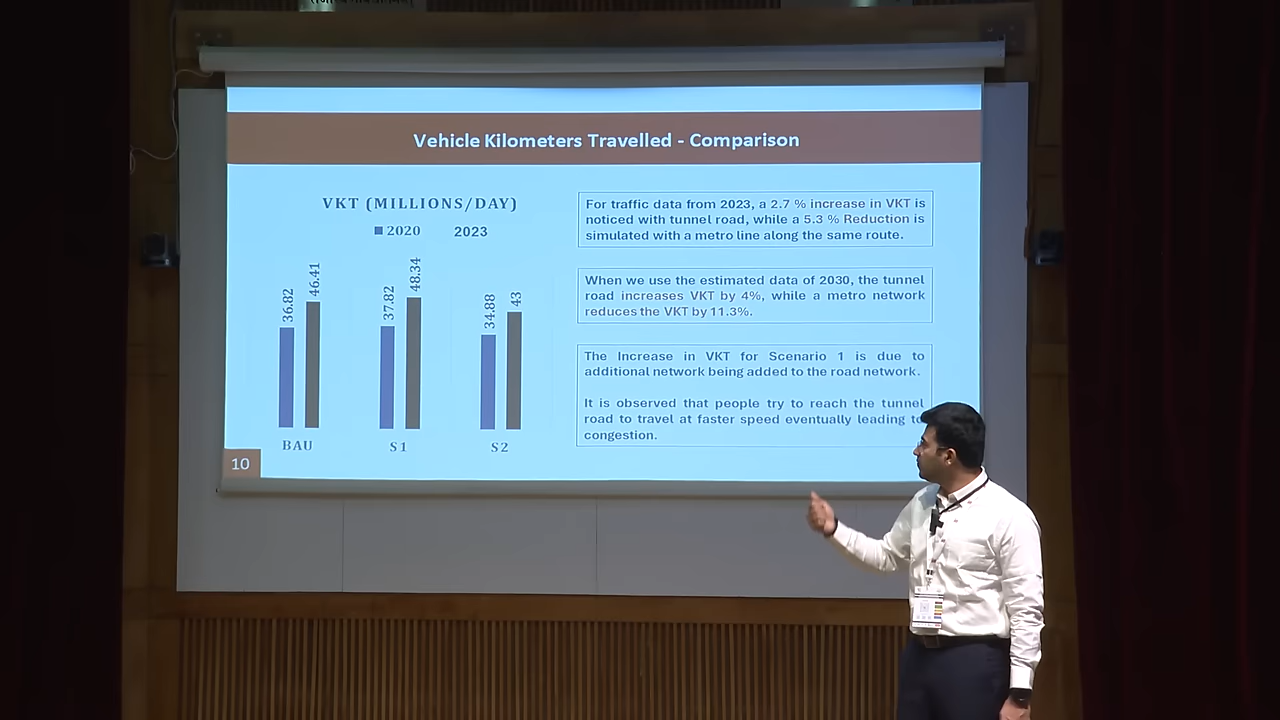 Vehicle Kilometers Travelled - Comparison
VKT (MILLIONS/DAY)
2020 2023
36.82
46.41
37.82
48.34
34.88
43
BAU S1 S2
For traffic data from 2023, a 2.7 % increase in VKT is
noticed with tunnel road, while a 5.3 % Reduction is
simulated with a metro line along the same route.
When we use the estimated data of 2030, the tunnel
road increases VKT by 4%, while a metro network
reduces the VKT by 11.3%.
The Increase in VKT for Scenario 1 is due to
additional network being added to the road network.
It is observed that people try to reach the tunnel
road to travel at faster speed eventually leading to
congestion.
10